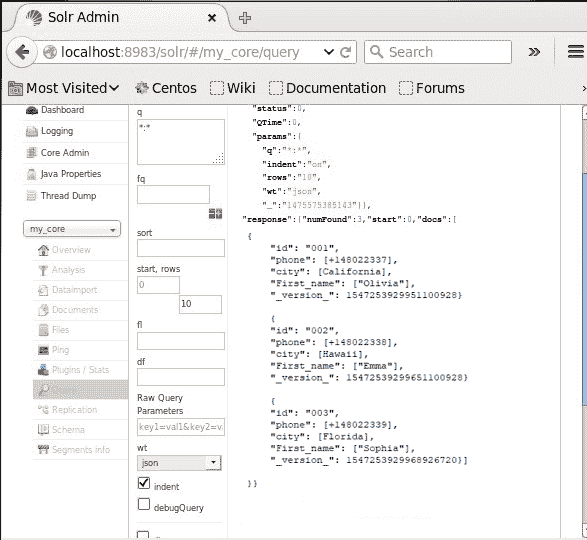 Solr Admin
localhost:8983/solr/#/my_core/query
Search
Most Visited
Centos
Wiki
Documentation
Forums
Dashboard
Logging
Core Admin
Java Properties
Thread Dump
my_core
Overview
Analysis
Dataimport
Documents
Files
Ping
Plugins / Stats
Replication
Schema
Segments info
q
*:*
fq
sort
start, rows
0
10
fl
df
Raw Query
Parameters
key1=val1&key2=v
wt
json
indent
debugQuery
"status":0,
"QTime":0,
"params":{
"q":"*:*",
"indent":"on",
"rows":"10",
"wt":"json",
"_":"1475575385143"}},
"response":{"numFound":3,"start":0,"docs":[
{
"id": "001",
"phone": [+148022337],
"city": [California],
"First_name": ["Olivia"],
"_version_": 1547253929951100928}
{
"id": "002",
"phone": [+148022338],
"city": [Hawaii],
"First_name": ["Emma"],
"_version_": 15472539299651100928}
{
"id": "003",
"phone": [+148022339],
"city": [Florida],
"First_name": ["Sophia"],
"_version_": 1547253929968926720}]
}}